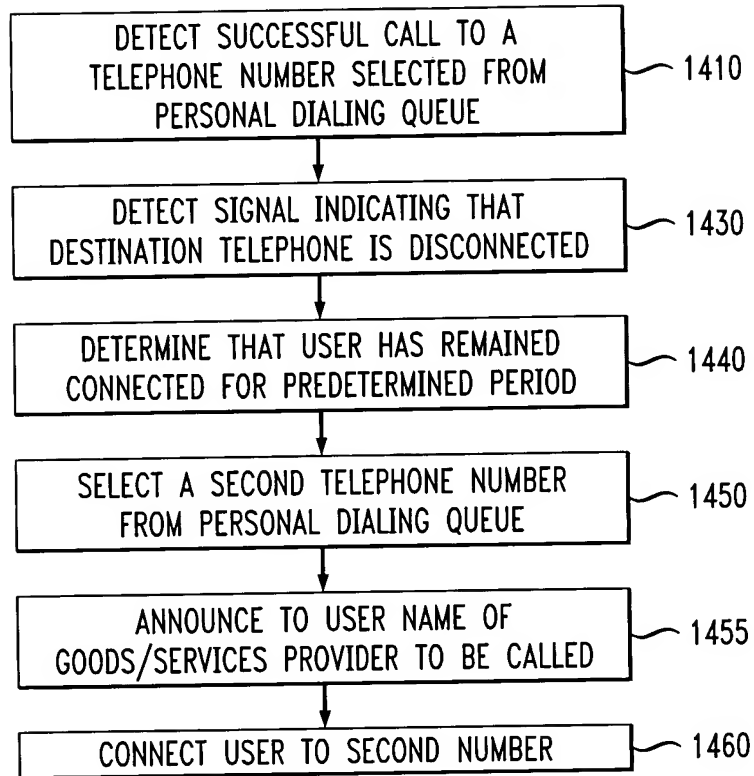 DETECT SUCCESSFUL CALL TO A
TELEPHONE NUMBER SELECTED FROM
PERSONAL DIALING QUEUE
1410
DETECT SIGNAL INDICATING THAT
DESTINATION TELEPHONE IS DISCONNECTED
1430
DETERMINE THAT USER HAS REMAINED
CONNECTED FOR PREDETERMINED PERIOD
1440
SELECT A SECOND TELEPHONE NUMBER
FROM PERSONAL DIALING QUEUE
1450
ANNOUNCE TO USER NAME OF
GOODS/SERVICES PROVIDER TO BE CALLED
1455
CONNECT USER TO SECOND NUMBER
1460